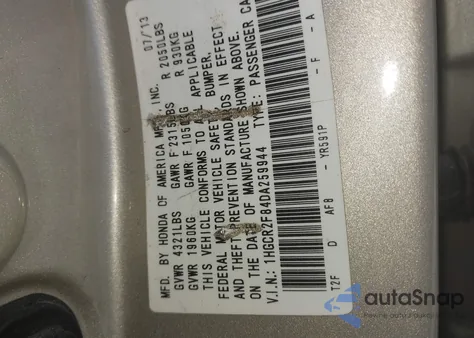 MFD. BY HONDA OF AMERICA MFG., INC. 07/13
GVWR 4321LBS GAWR F 2315LBS R 2050LBS
GVWR 1960KG GAWR F 1050KG R 930KG
THIS VEHICLE CONFORMS TO ALL APPLICABLE
FEDERAL MOTOR VEHICLE SAFETY, BUMPER,
AND THEFT PREVENTION STANDARDS IN EFFECT
ON THE DATE OF MANUFACTURE SHOWN ABOVE.
V.I.N.: 1HGCR2F84DA259944 TYPE: PASSENGER CA
T2F D AF8 - YR591P - F - A
autoSnap